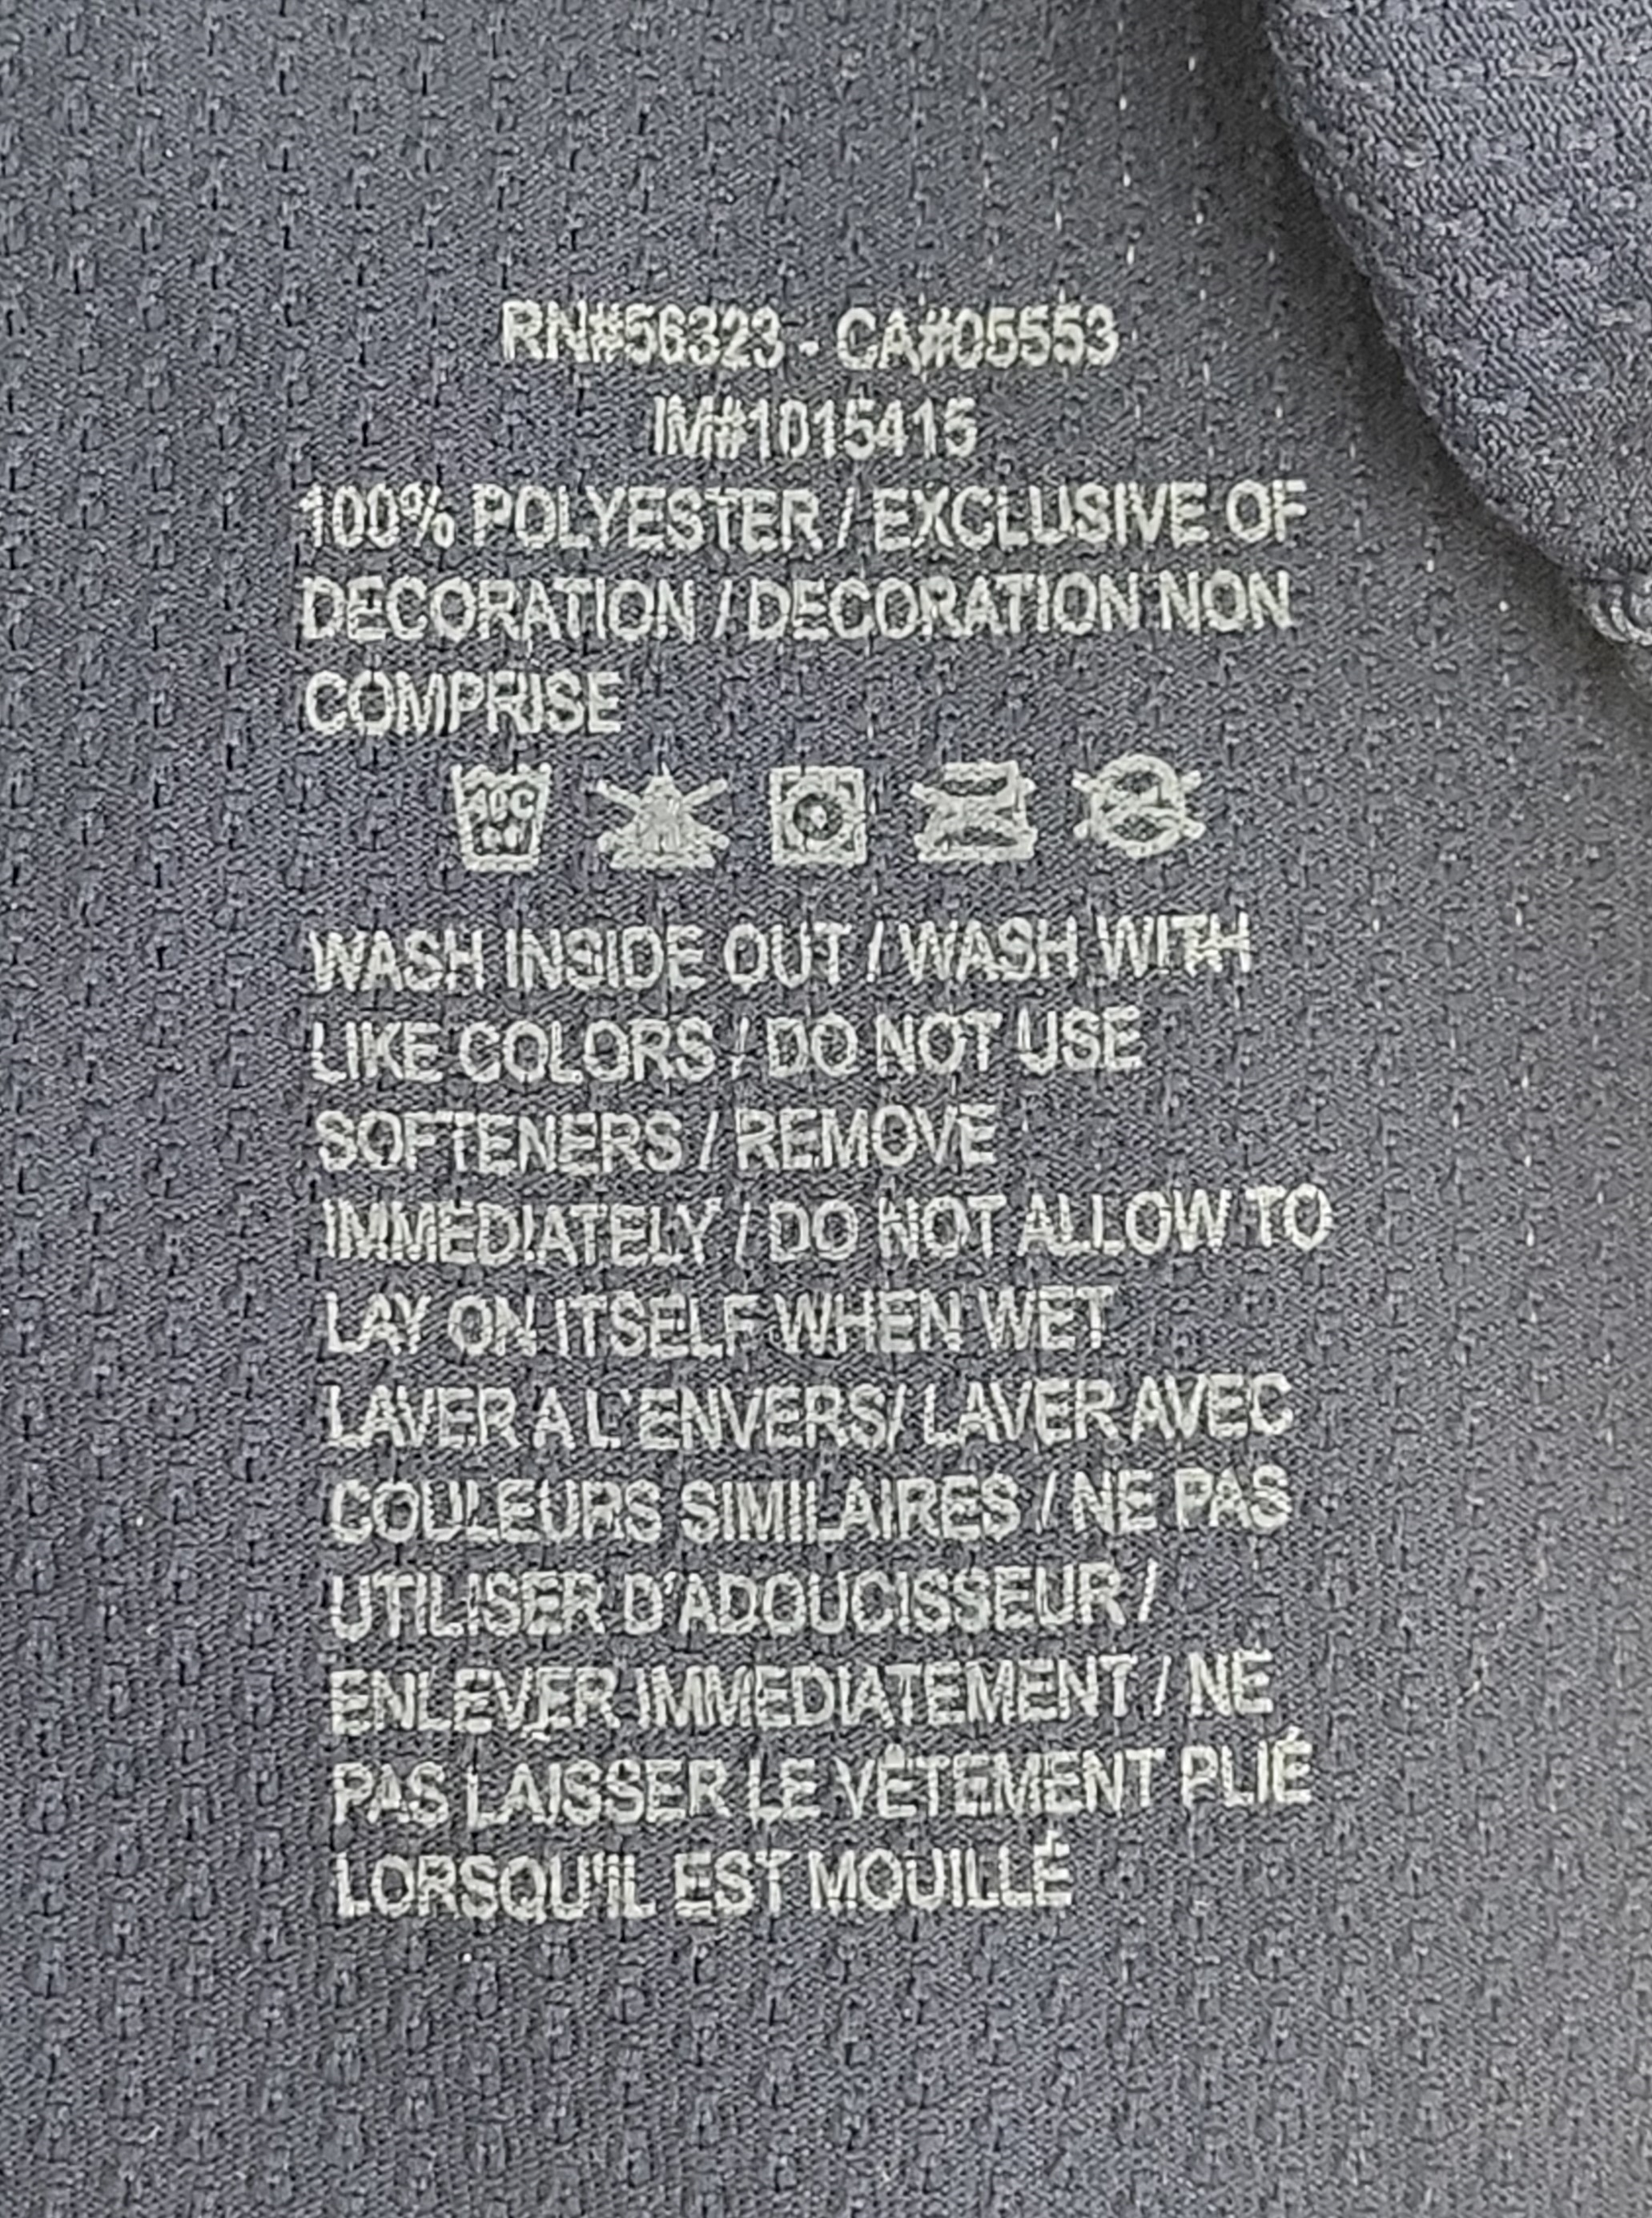 RN#56323 - CA#05553
IM#1015415
100% POLYESTER / EXCLUSIVE OF
DECORATION / DECORATION NON
COMPRISE
WASH INSIDE OUT / WASH WITH
LIKE COLORS / DO NOT USE
SOFTENERS / REMOVE
IMMEDIATELY / DO NOT ALLOW TO
LAY ON ITSELF WHEN WET
LAVER A L'ENVERS/ LAVER AVEC
COULEURS SIMILAIRES / NE PAS
UTILISER D'ADOUCISSEUR /
ENLEVER IMMEDIATEMENT / NE
PAS LAISSER LE VÊTEMENT PLIÉ
LORSQU'IL EST MOUILLÉ